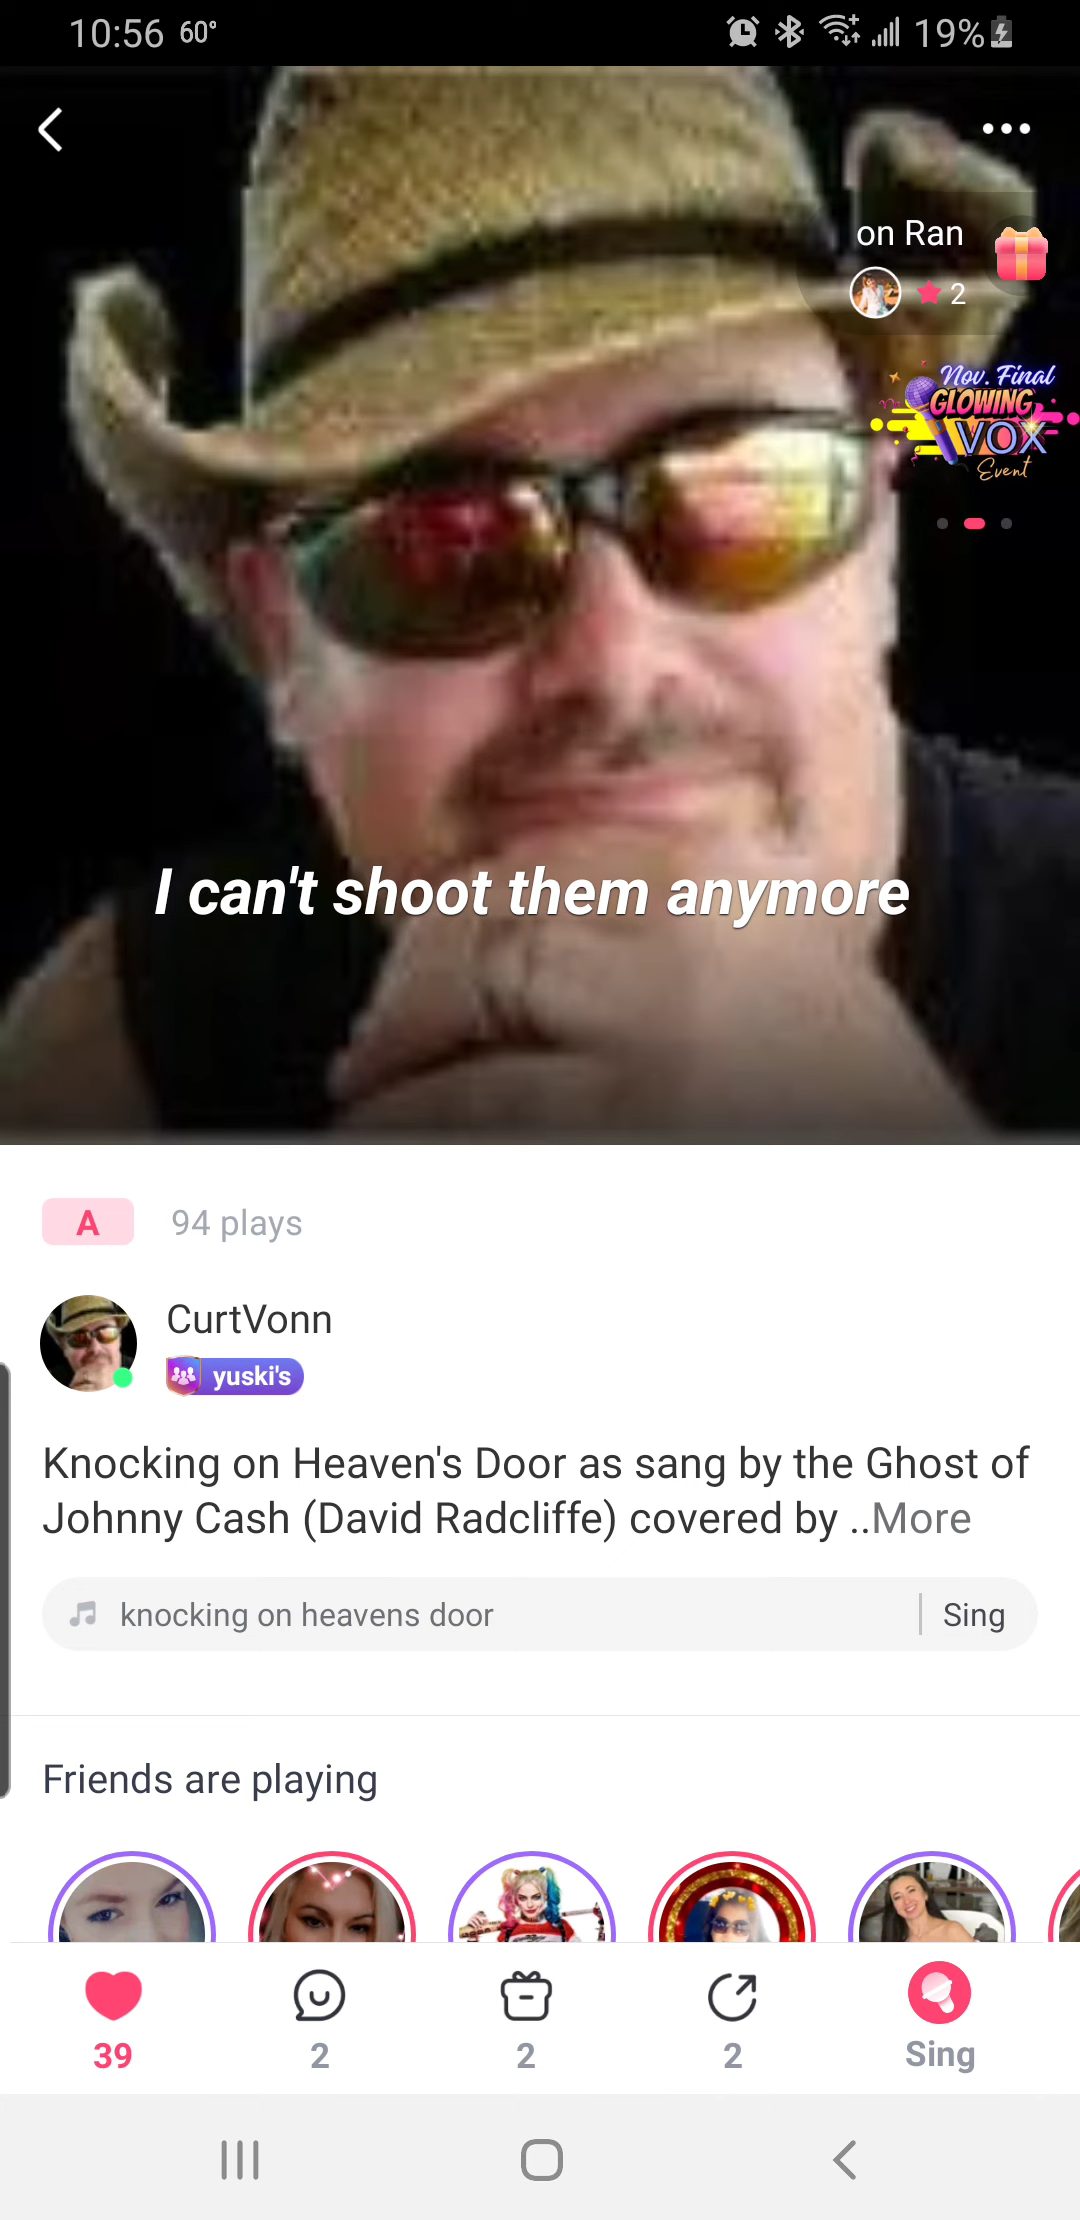 10:56 60° 19%
on Ran
2
Nov. Final
GLOWING
VOX
Event
I can't shoot them anymore
A 94 plays
CurtVonn
yuski's
Knocking on Heaven's Door as sang by the Ghost of
Johnny Cash (David Radcliffe) covered by ..More
knocking on heavens door Sing
Friends are playing
39 2 2 2 Sing